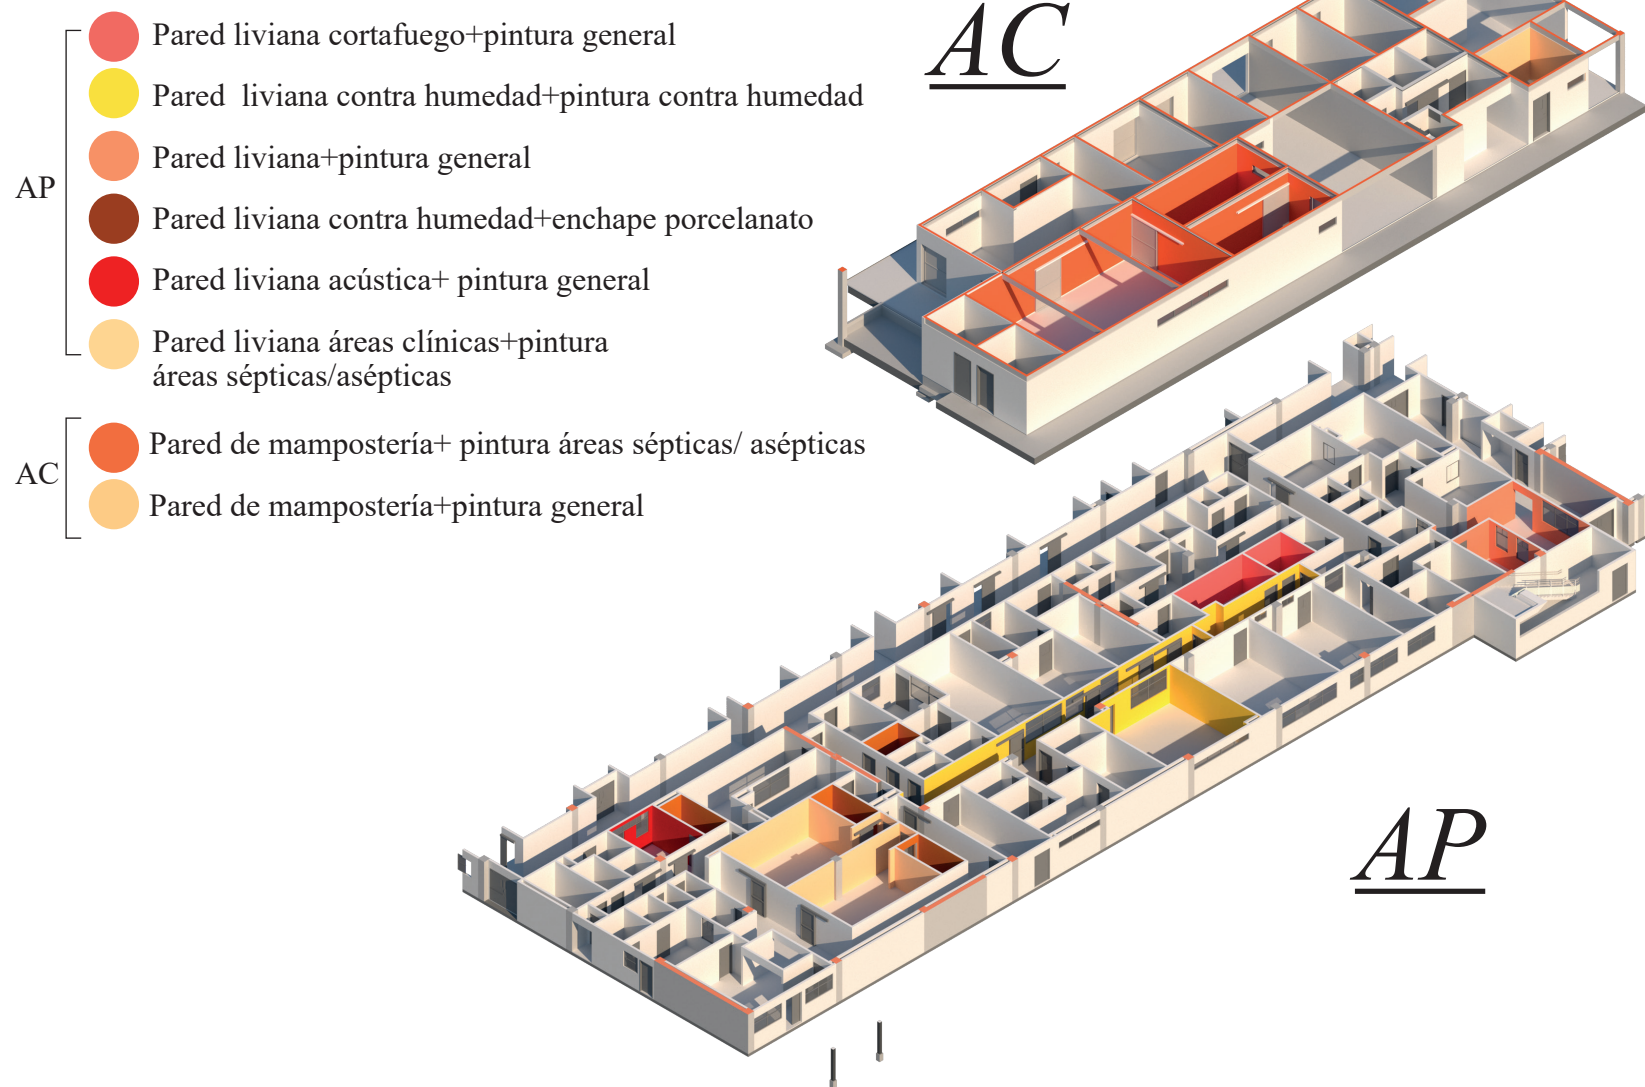 AC
Pared liviana cortafuego+pintura general
Pared liviana contra humedad+pintura contra humedad
Pared liviana+pintura general
AP
Pared liviana contra humedad+enchape porcelanato
Pared liviana acústica+ pintura general
Pared liviana áreas clínicas+pintura
áreas sépticas/asépticas
Pared de mampostería+ pintura áreas sépticas/ asépticas
AC
Pared de mampostería+pintura general
AP